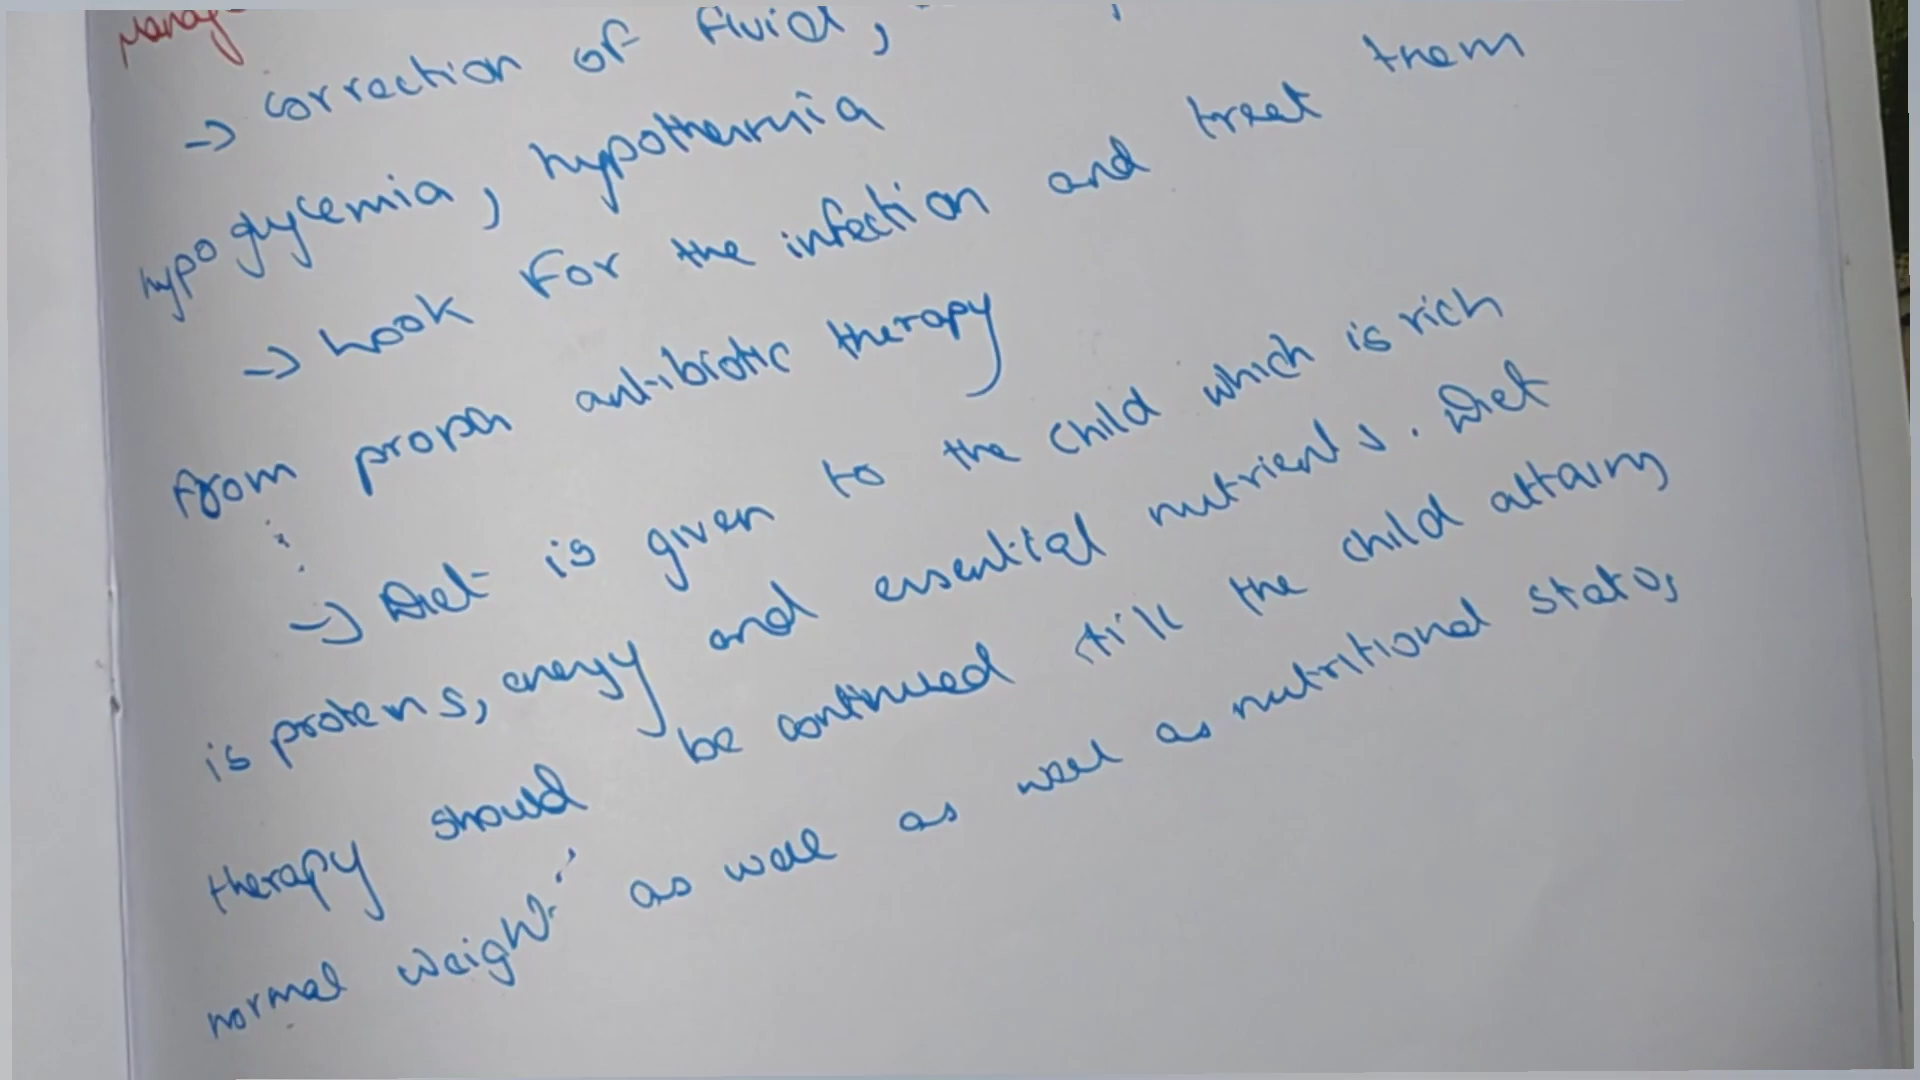 → correction of fluid,
hypoglycemia, hypothermia
→ Look for the infection and treat them
from proper antibiotic therapy
→ Diet is given to the child which is rich
is proteins, energy and essential nutrients. Diet
therapy should be continued still the child attains
normal weight as well as well as nutritional status